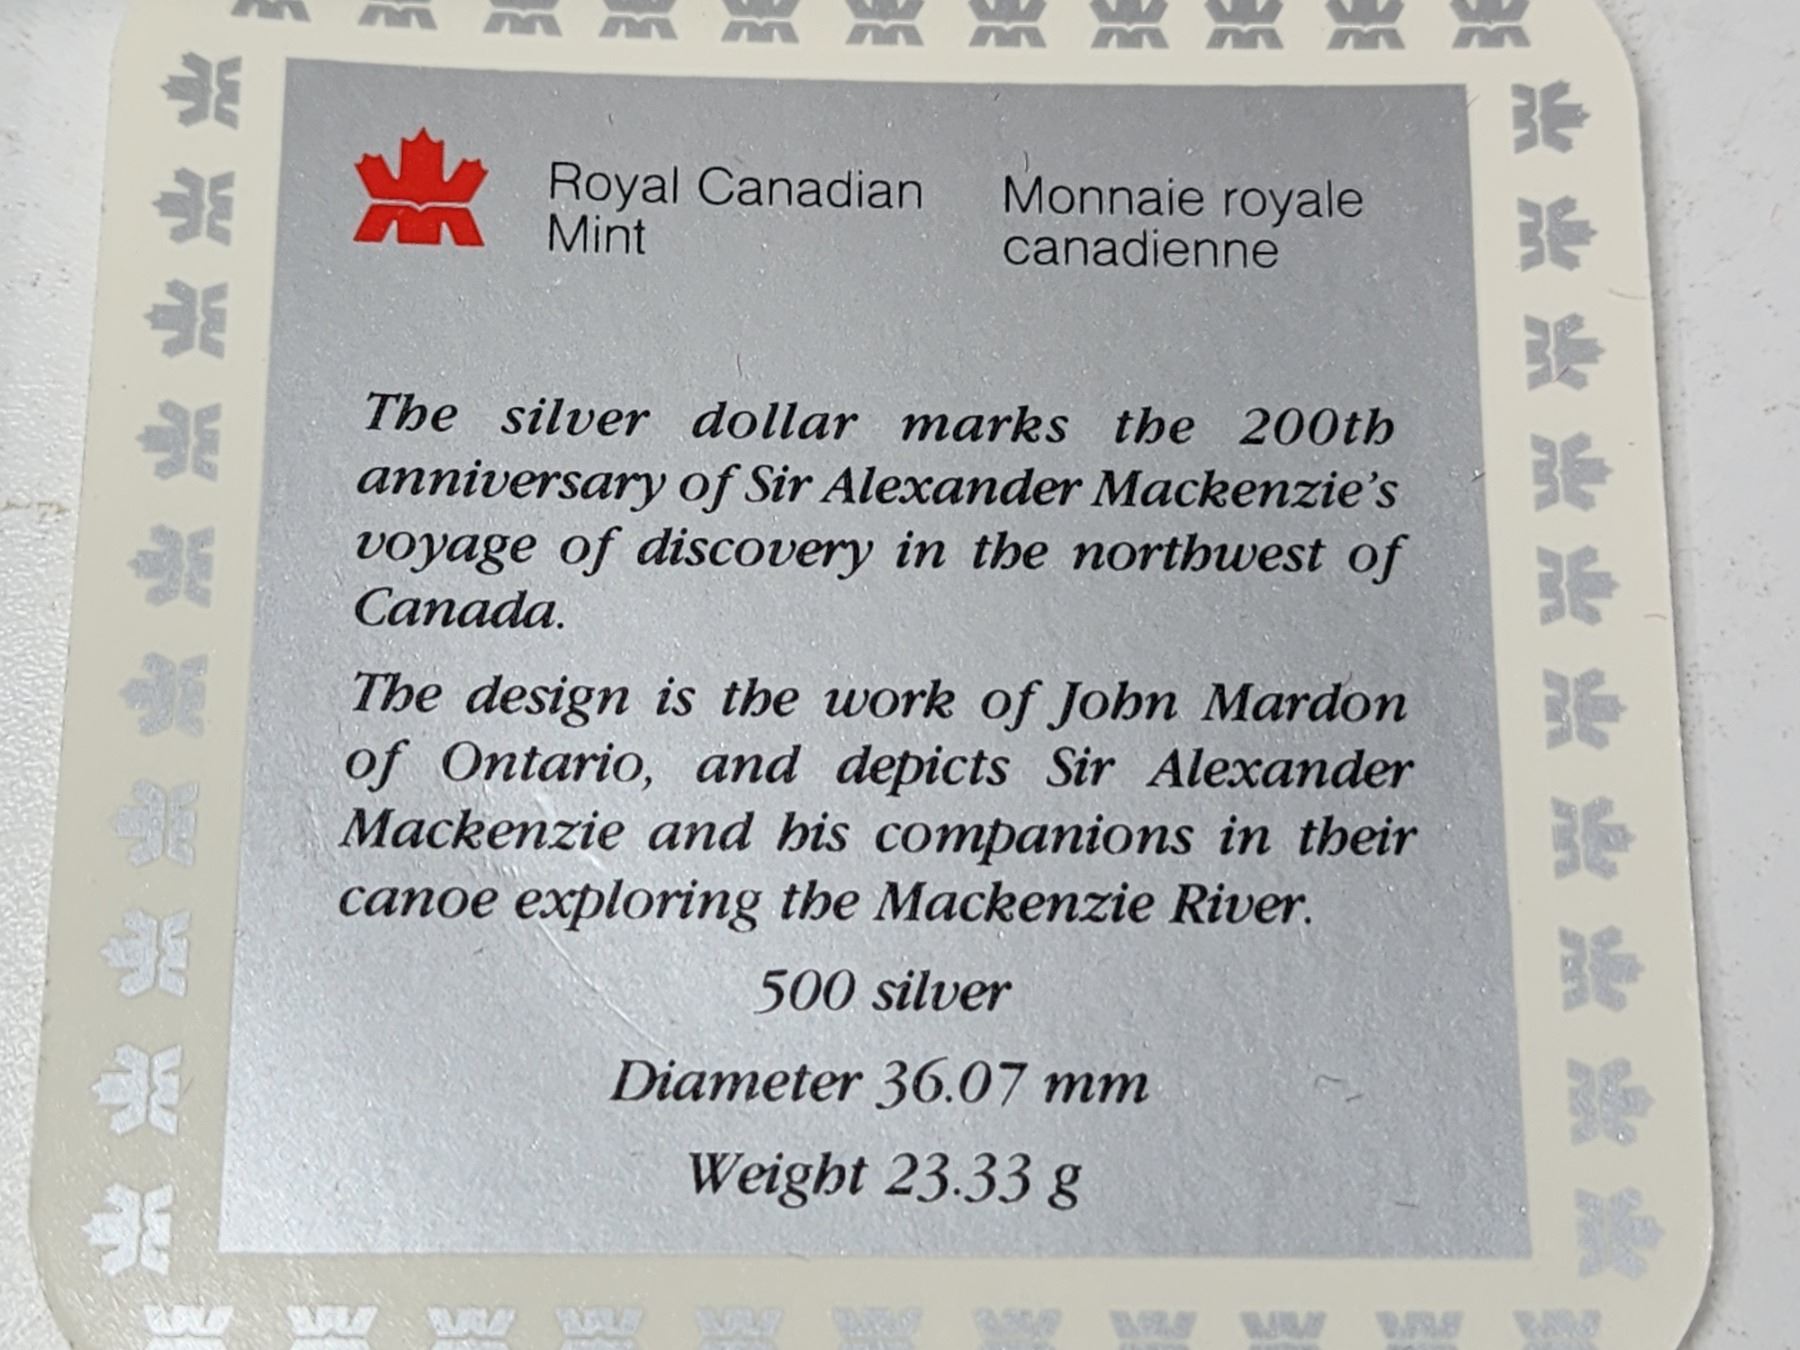 Royal Canadian
Mint
Monnaie royale
canadienne
The silver dollar marks the 200th
anniversary of Sir Alexander Mackenzie's
voyage of discovery in the northwest of
Canada.
The design is the work of John Mardon
of Ontario, and depicts Sir Alexander
Mackenzie and his companions in their
canoe exploring the Mackenzie River.
500 silver
Diameter 36.07 mm
Weight 23.33 g